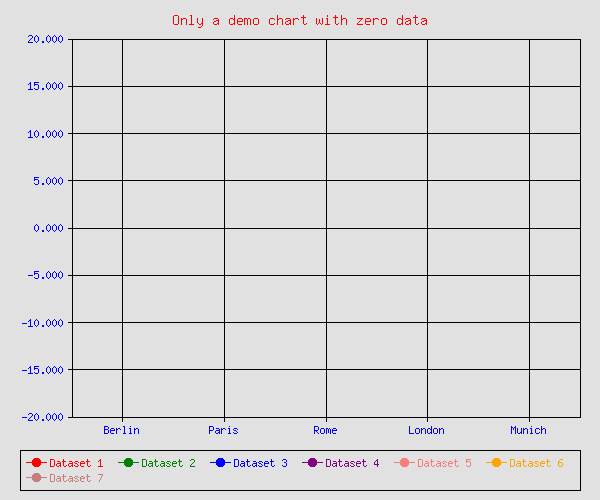 Only a demo chart with zero data
20.000
15.000
10.000
5.000
0.000
-5.000
-10.000
-15.000
-20.000
Berlin Paris Rome London Munich
Dataset 1 Dataset 2 Dataset 3 Dataset 4 Dataset 5 Dataset 6
Dataset 7